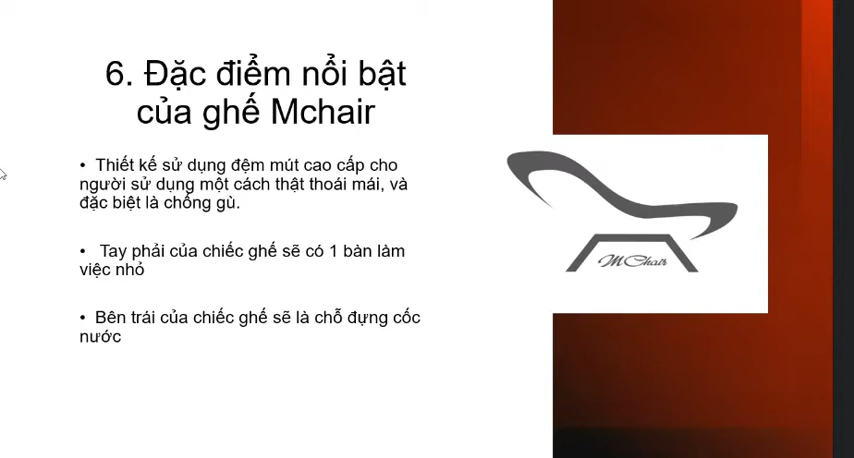 6. Đặc điểm nổi bật
của ghế Mchair
• Thiết kế sử dụng đệm mút cao cấp cho
người sử dụng một cách thật thoái mái, và
đặc biệt là chống gù.
• Tay phải của chiếc ghế sẽ có 1 bàn làm
việc nhỏ
• Bên trái của chiếc ghế sẽ là chỗ đựng cốc
nước
MChair